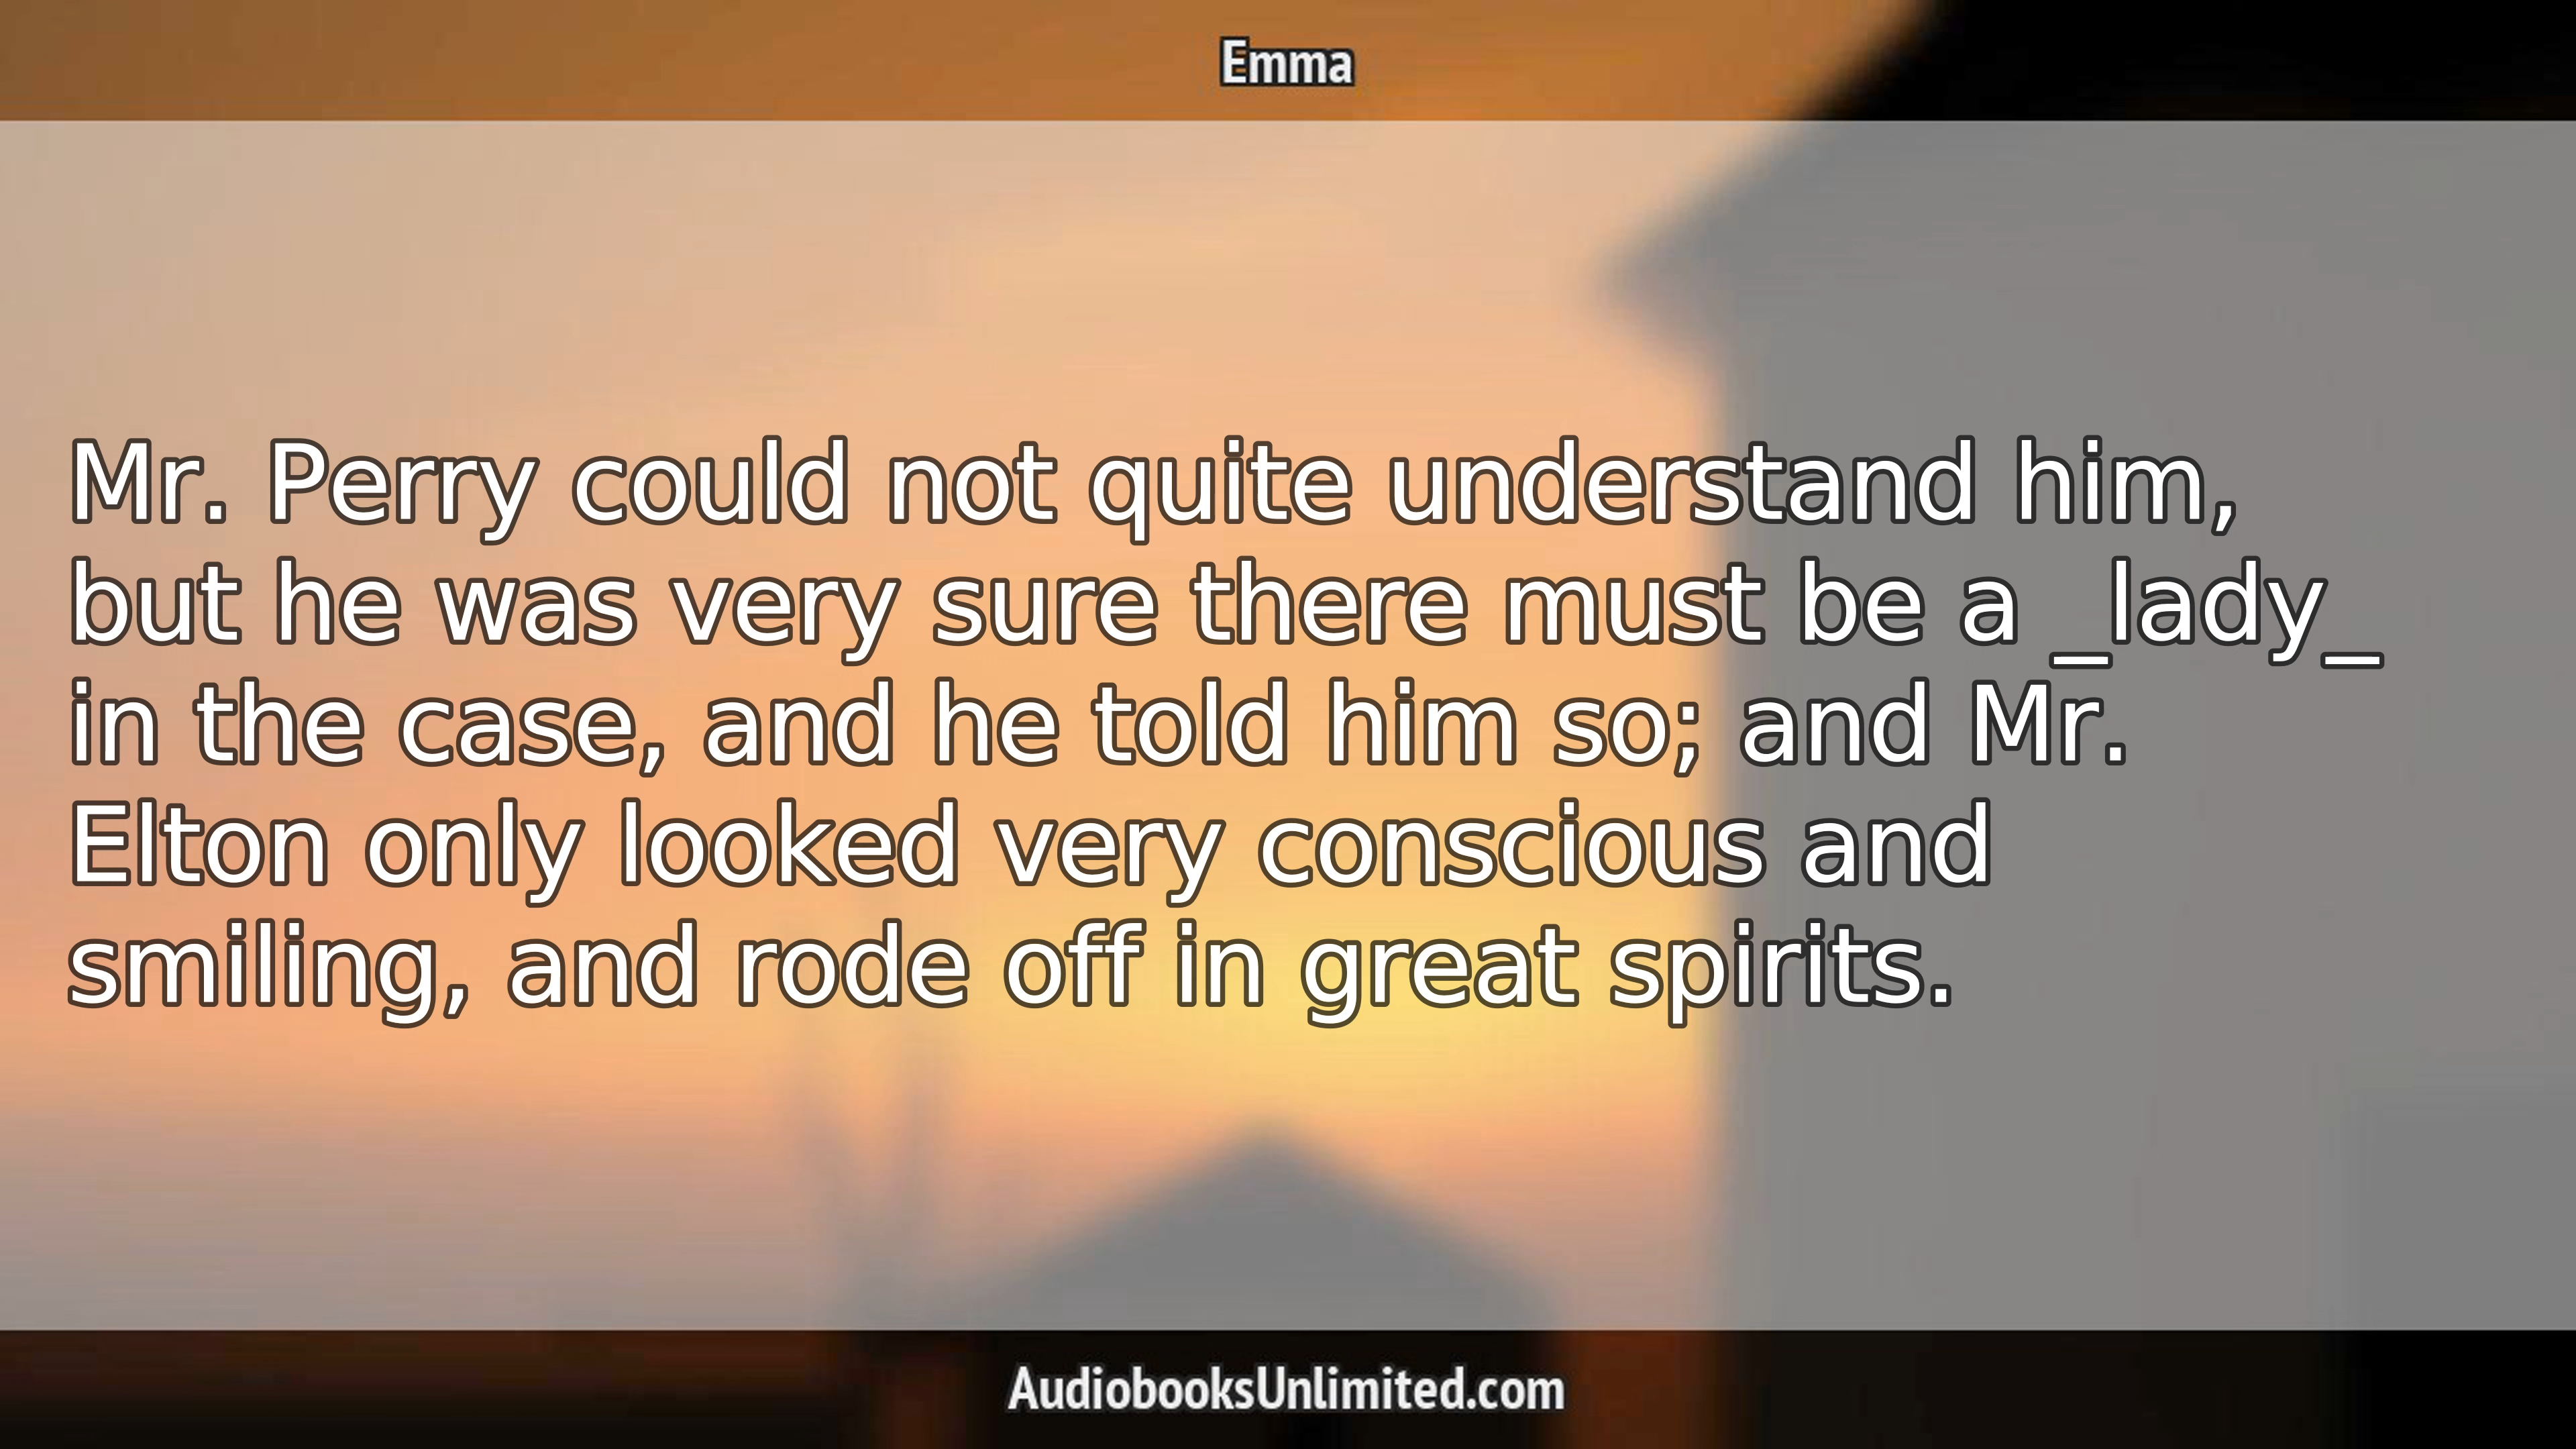 Emma
Mr. Perry could not quite understand him,
but he was very sure there must be a _lady_
in the case, and he told him so; and Mr.
Elton only looked very conscious and
smiling, and rode off in great spirits.
AudiobooksUnlimited.com